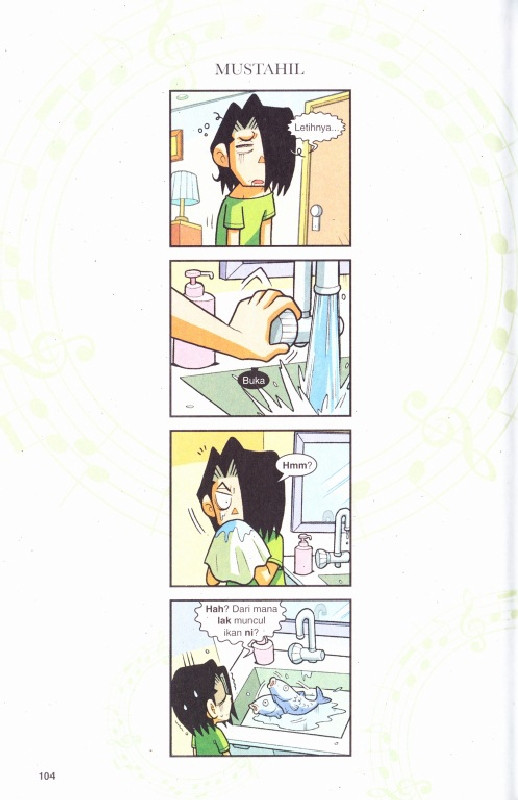 MUSTAHIL
Letihnya...
Buka
Hmm?
Hah? Dari mana
lak muncul
ikan ni?
104